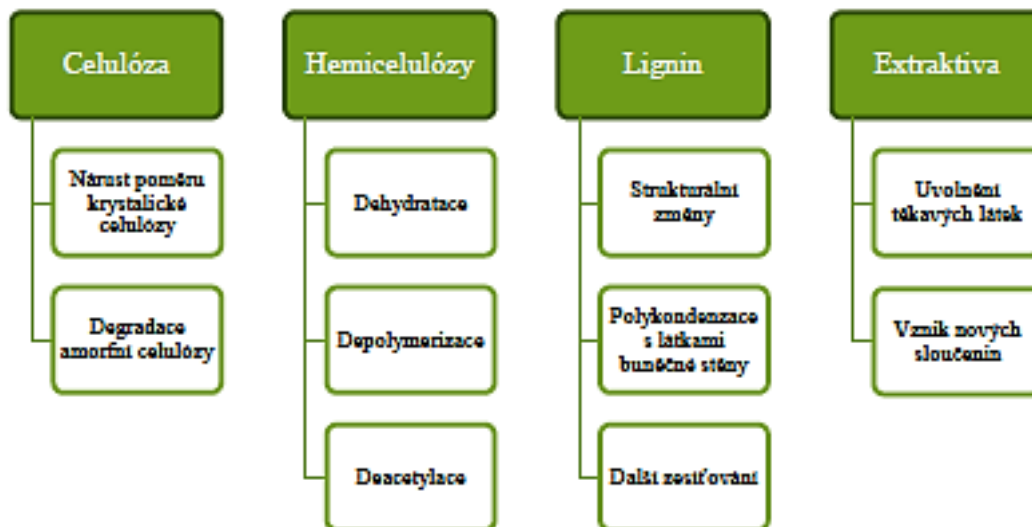 Celulóza
Nárust poměru
krystalické
celulózy
Degradace
amorfní celulózy
Hemicelulózy
Dehydratace
Depolymerizace
Deacetylace
Lignin
Strukturální
změny
Polykondenzace
s látkami
buněčné stěny
Další zesíťování
Extraktiva
Uvolnění
těkavých látek
Vznik nových
sloučenin